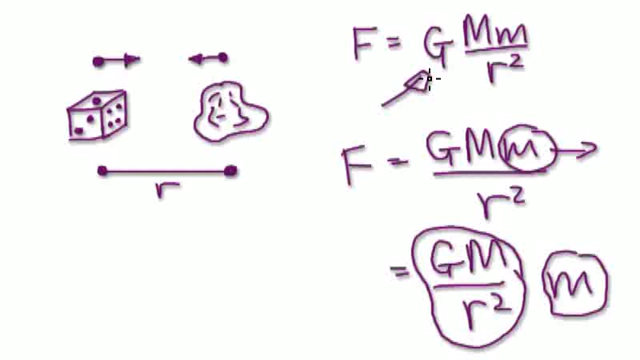 F = G Mm / r²
r
F = GMm / r²
= GM / r² m